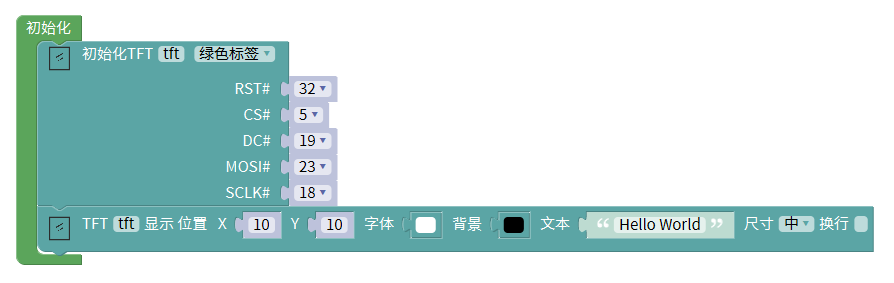 初始化
初始化TFT tft 绿色标签
RST# 32
CS# 5
DC# 19
MOSI# 23
SCLK# 18
TFT tft 显示 位置 X 10 Y 10 字体 背景 文本 “ Hello World ” 尺寸 中 换行